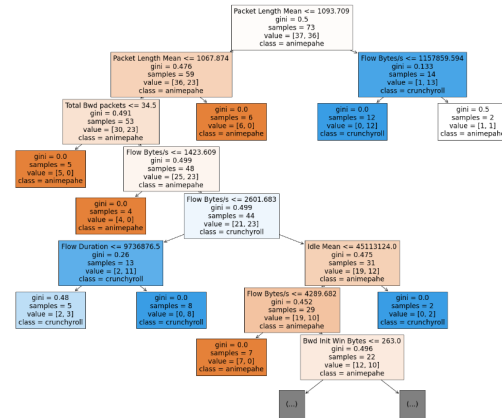 Packet Length Mean <= 1093.709
gini = 0.5
samples = 73
value = [37, 36]
class = animepahe
Packet Length Mean <= 1067.874
gini = 0.476
samples = 59
value = [36, 23]
class = animepahe
Flow Bytes/s <= 1157859.594
gini = 0.133
samples = 14
value = [1, 13]
class = crunchyroll
Total Bwd packets <= 34.5
gini = 0.491
samples = 53
value = [30, 23]
class = animepahe
gini = 0.0
samples = 6
value = [6, 0]
class = animepahe
gini = 0.0
samples = 12
value = [0, 12]
class = crunchyroll
gini = 0.5
samples = 2
value = [1, 1]
class = animepahe
gini = 0.0
samples = 5
value = [5, 0]
class = animepahe
Flow Bytes/s <= 1423.609
gini = 0.499
samples = 48
value = [25, 23]
class = animepahe
gini = 0.0
samples = 4
value = [4, 0]
class = animepahe
Flow Bytes/s <= 2601.683
gini = 0.499
samples = 44
value = [21, 23]
class = crunchyroll
Flow Duration <= 9736876.5
gini = 0.26
samples = 13
value = [2, 11]
class = crunchyroll
Idle Mean <= 45113124.0
gini = 0.475
samples = 31
value = [19, 12]
class = animepahe
gini = 0.48
samples = 5
value = [2, 3]
class = crunchyroll
gini = 0.0
samples = 8
value = [0, 8]
class = crunchyroll
Flow Bytes/s <= 4289.682
gini = 0.452
samples = 29
value = [19, 10]
class = animepahe
gini = 0.0
samples = 2
value = [0, 2]
class = crunchyroll
gini = 0.0
samples = 7
value = [7, 0]
class = animepahe
Bwd Init Win Bytes <= 263.0
gini = 0.496
samples = 22
value = [12, 10]
class = animepahe
(...)
(...)